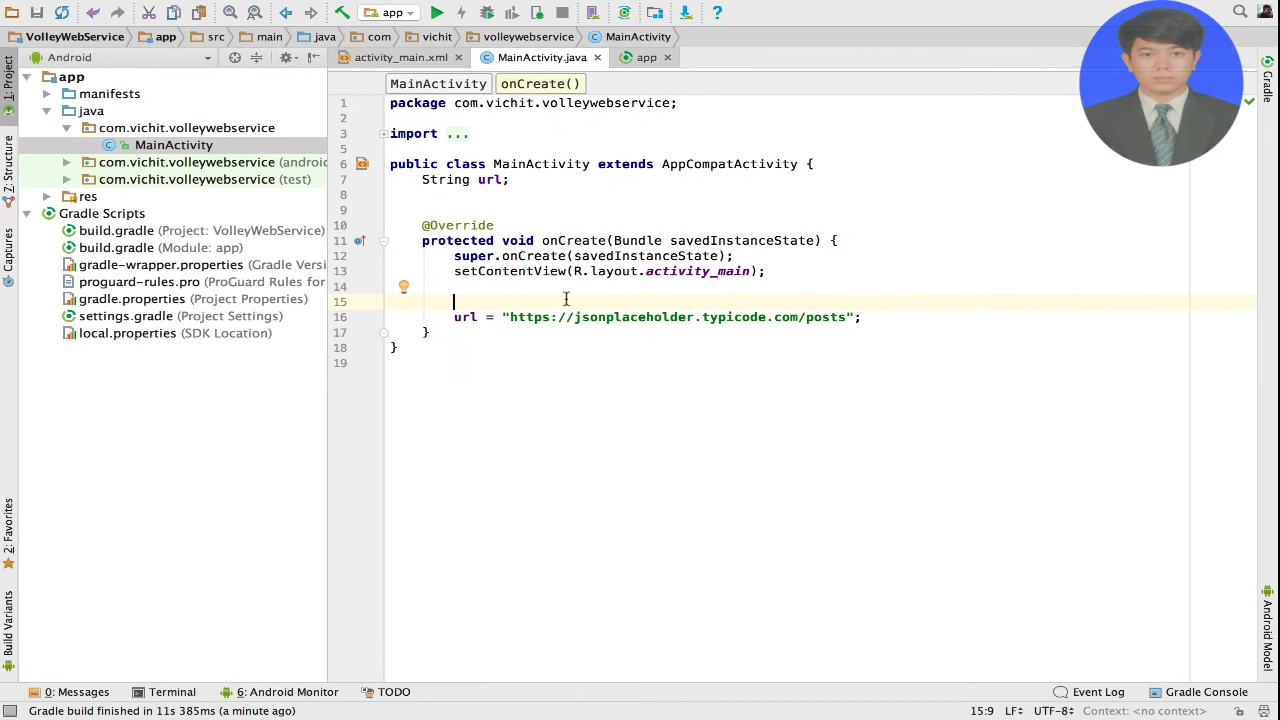 app
VolleyWebService
app
src
main
java
com
vichit
volleywebservice
MainActivity
Android
activity_main.xml
MainActivity.java
app
1: Project
Z: Structure
Captures
2: Favorites
Build Variants
app
manifests
java
com.vichit.volleywebservice
MainActivity
com.vichit.volleywebservice (android
com.vichit.volleywebservice (test)
res
Gradle Scripts
build.gradle (Project: VolleyWebService)
build.gradle (Module: app)
gradle-wrapper.properties (Gradle Versi
proguard-rules.pro (ProGuard Rules for
gradle.properties (Project Properties)
settings.gradle (Project Settings)
local.properties (SDK Location)
MainActivity onCreate()
1 package com.vichit.volleywebservice;
2
3 import ...
5
6 public class MainActivity extends AppCompatActivity {
7 String url;
8
9
10 @Override
11 protected void onCreate(Bundle savedInstanceState) {
12 super.onCreate(savedInstanceState);
13 setContentView(R.layout.activity_main);
14
15
16 url = "https://jsonplaceholder.typicode.com/posts";
17 }
18 }
19
Gradle
Android Model
0: Messages
Terminal
6: Android Monitor
TODO
Event Log
Gradle Console
Gradle build finished in 11s 385ms (a minute ago)
15:9
LF
UTF-8
Context: <no context>